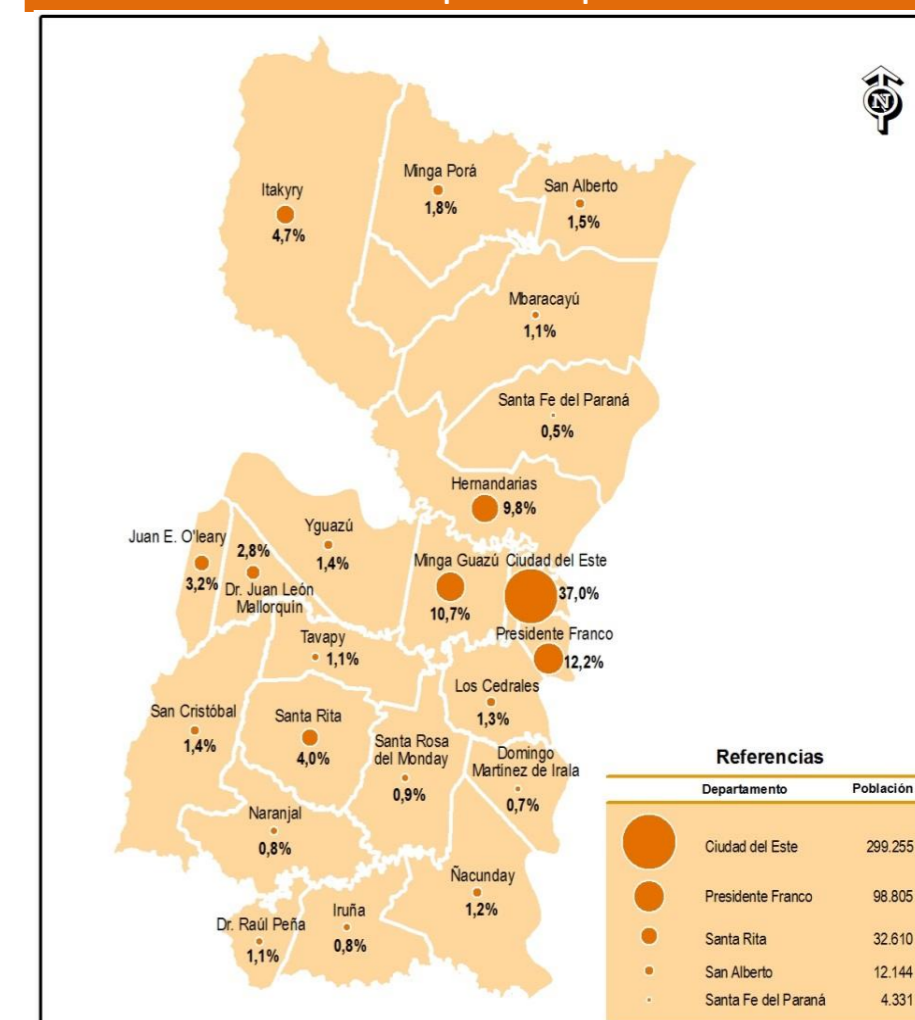 N
Itakyry
4,7%
Minga Porá
1,8%
San Alberto
1,5%
Mbaracayú
1,1%
Santa Fe del Paraná
0,5%
Hernandarias
9,8%
Juan E. O'leary
3,2%
2,8%
Dr. Juan León
Mallorquín
Yguazú
1,4%
Minga Guazú
10,7%
Ciudad del Este
37,0%
Presidente Franco
12,2%
Tavapy
1,1%
Los Cedrales
1,3%
San Cristóbal
1,4%
Santa Rita
4,0%
Santa Rosa
del Monday
0,9%
Domingo
Martinez de Irala
0,7%
Naranjal
0,8%
Ñacunday
1,2%
Dr. Raúl Peña
1,1%
Iruña
0,8%
Referencias
Departamento Población
Ciudad del Este 299.255
Presidente Franco 98.805
Santa Rita 32.610
San Alberto 12.144
Santa Fe del Paraná 4.331